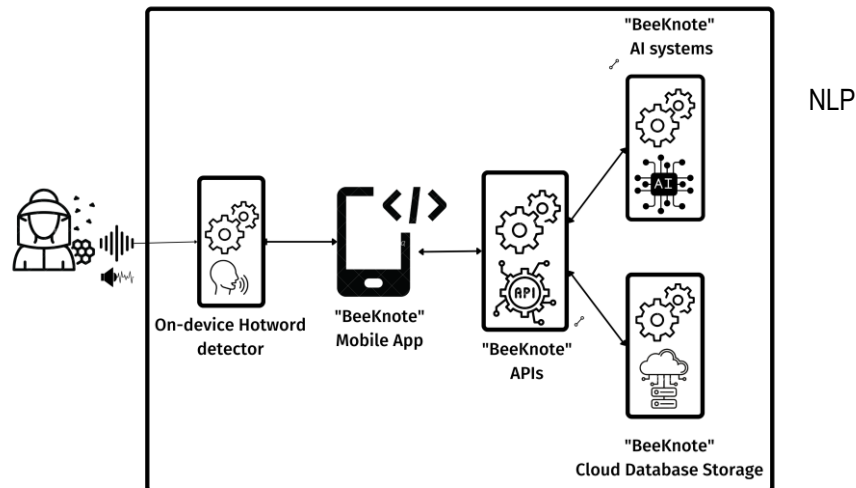 "BeeKnote"
AI systems
NLP
AI
</>
API
On-device Hotword
detector
"BeeKnote"
Mobile App
"BeeKnote"
APIs
"BeeKnote"
Cloud Database Storage